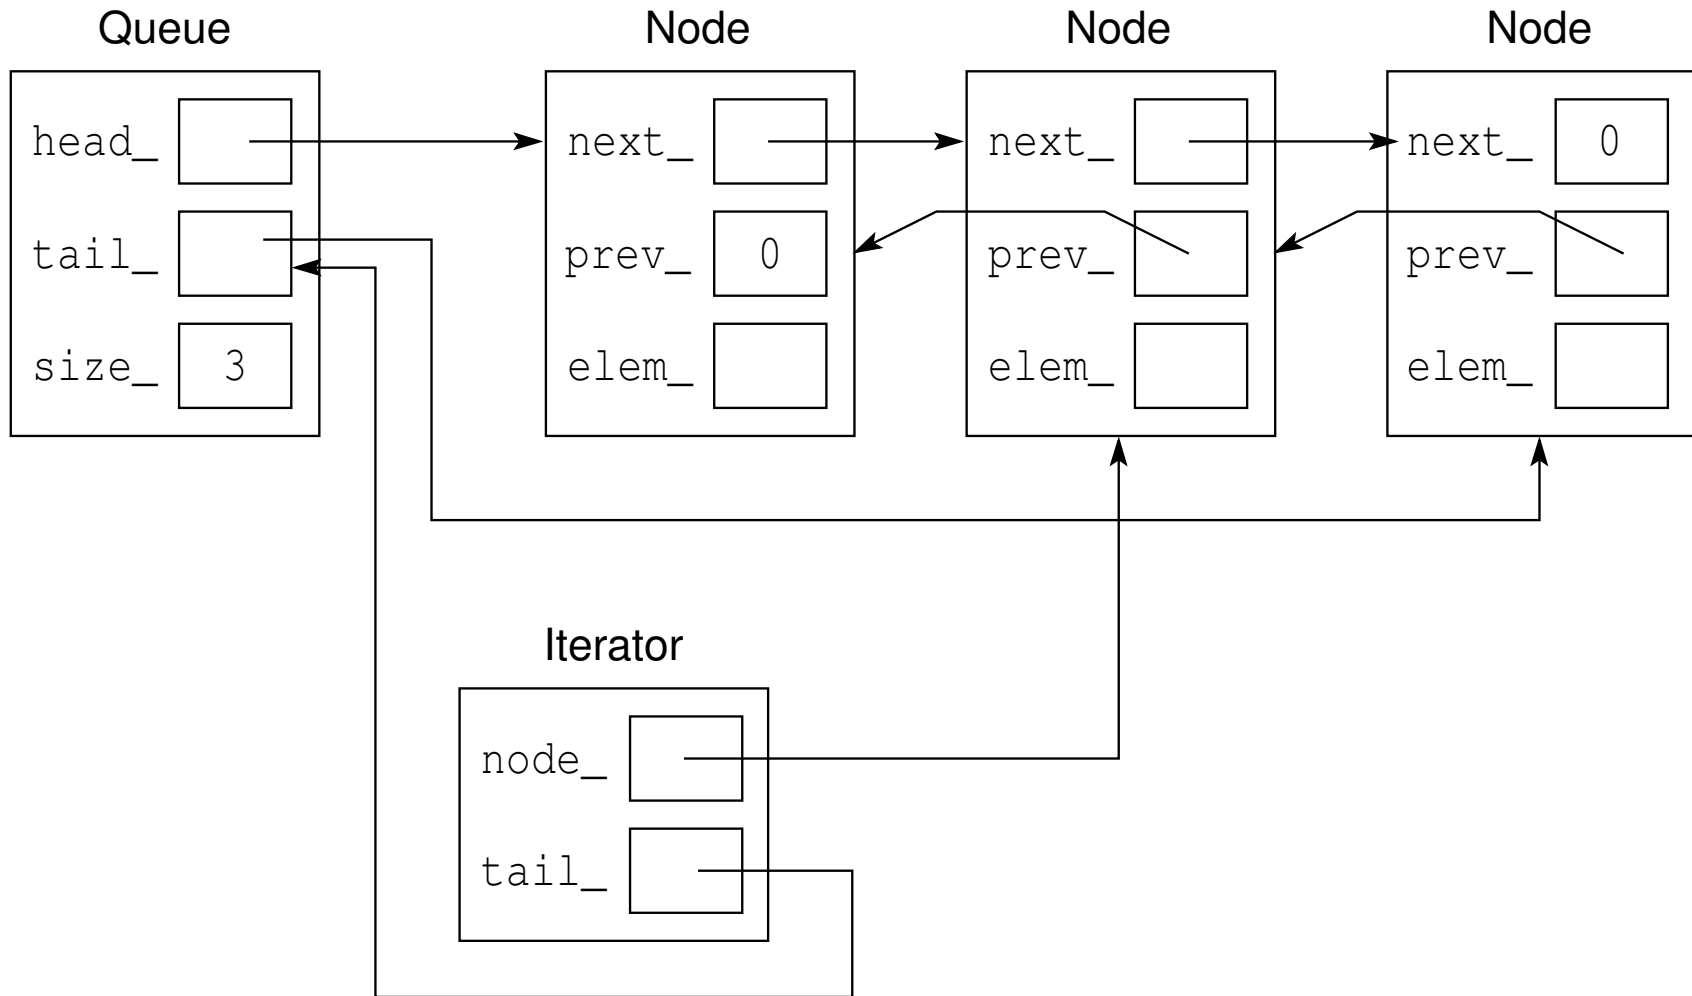 Queue Node Node Node
head_ next_ next_ next_ 0
tail_ prev_ 0 prev_ prev_
size_ 3 elem_ elem_ elem_
Iterator
node_
tail_